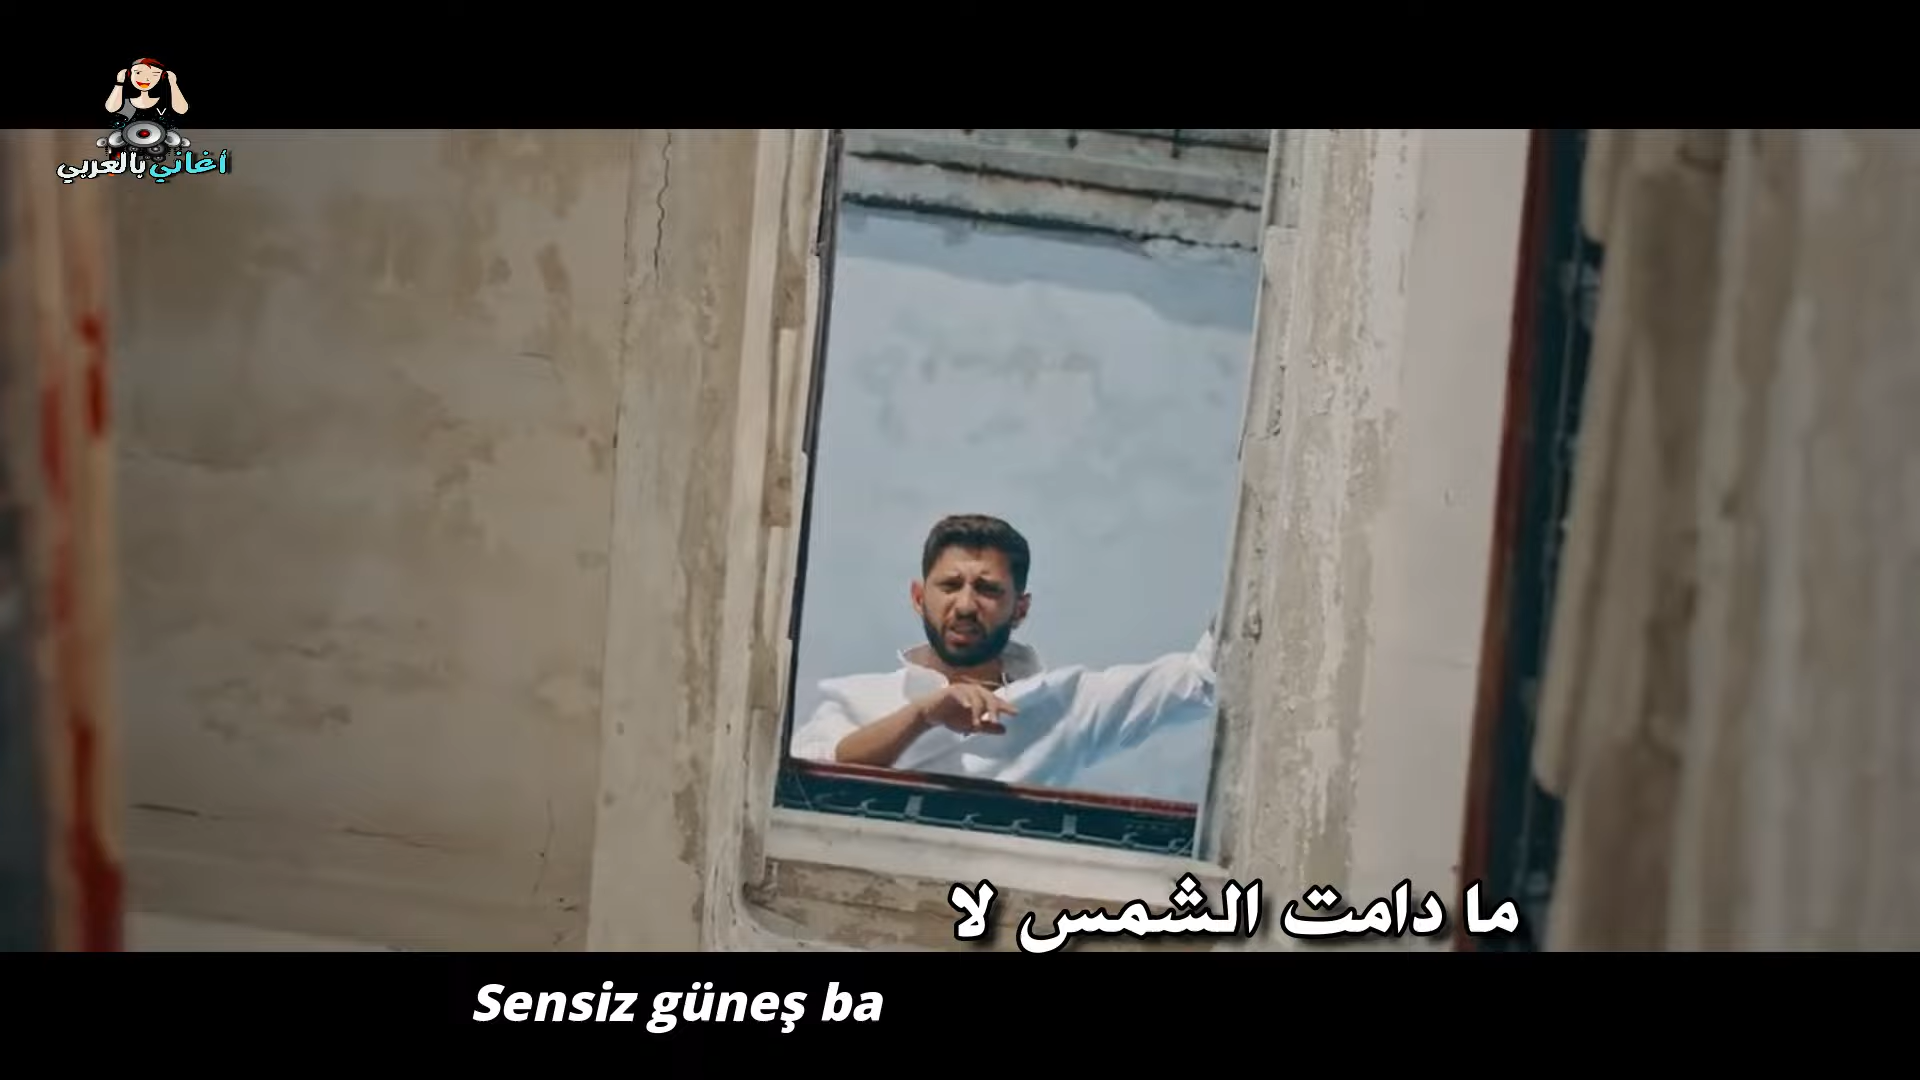 أغاني بالعربي
ما دامت الشمس لا
Sensiz güneş ba